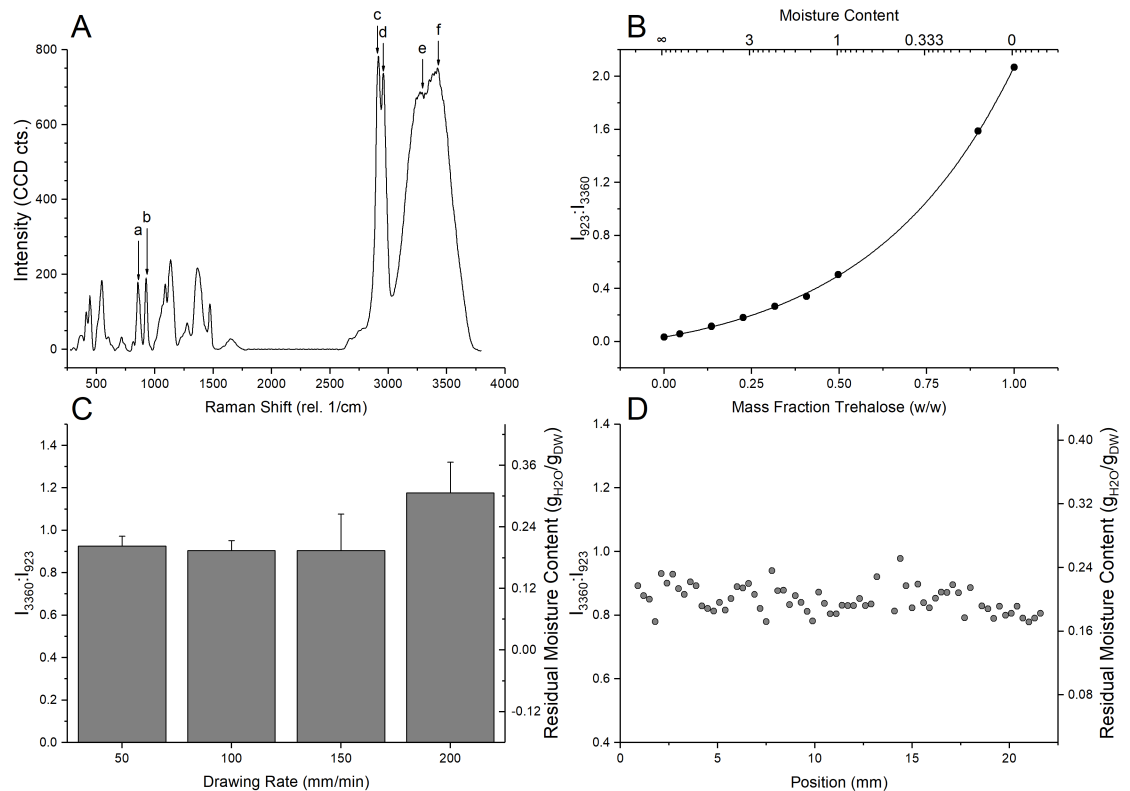 A
c
d
e
f
b
a
800
600
400
200
0
Intensity (CCD cts.)
500 1000 1500 2000 2500 3000 3500 4000
Raman Shift (rel. 1/cm)
B
Moisture Content
∞ 3 1 0.333 0
2.0
1.6
1.2
0.8
0.4
0.0
I923:I3360
0.00 0.25 0.50 0.75 1.00
Mass Fraction Trehalose (w/w)
C
1.4
1.2
1.0
0.8
0.6
0.4
0.2
0.0
I3360:I923
0.36
0.24
0.12
0.00
-0.12
Residual Moisture Content (gH2O/gDW)
50 100 150 200
Drawing Rate (mm/min)
D
1.4
1.2
1.0
0.8
0.6
0.4
I3360:I923
0.40
0.32
0.24
0.16
0.08
Residual Moisture Content (gH2O/gDW)
0 5 10 15 20
Position (mm)